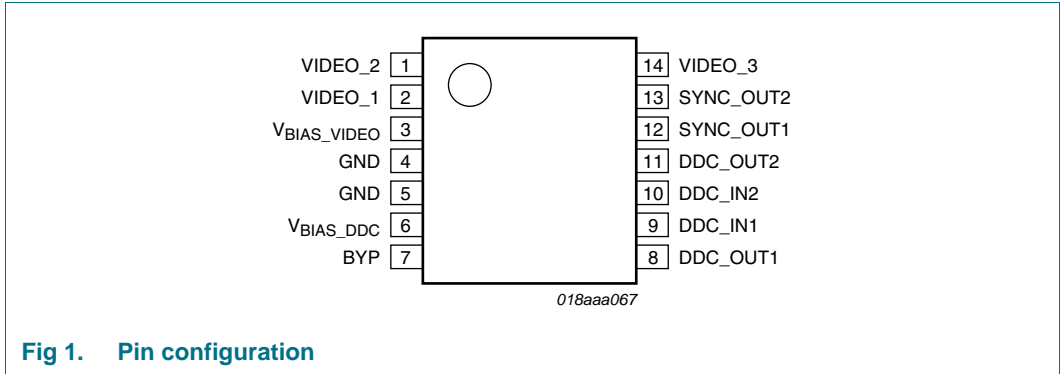 VIDEO_2 1 14 VIDEO_3
VIDEO_1 2 13 SYNC_OUT2
VBIAS_VIDEO 3 12 SYNC_OUT1
GND 4 11 DDC_OUT2
GND 5 10 DDC_IN2
VBIAS_DDC 6 9 DDC_IN1
BYP 7 8 DDC_OUT1
018aaa067
Fig 1. Pin configuration